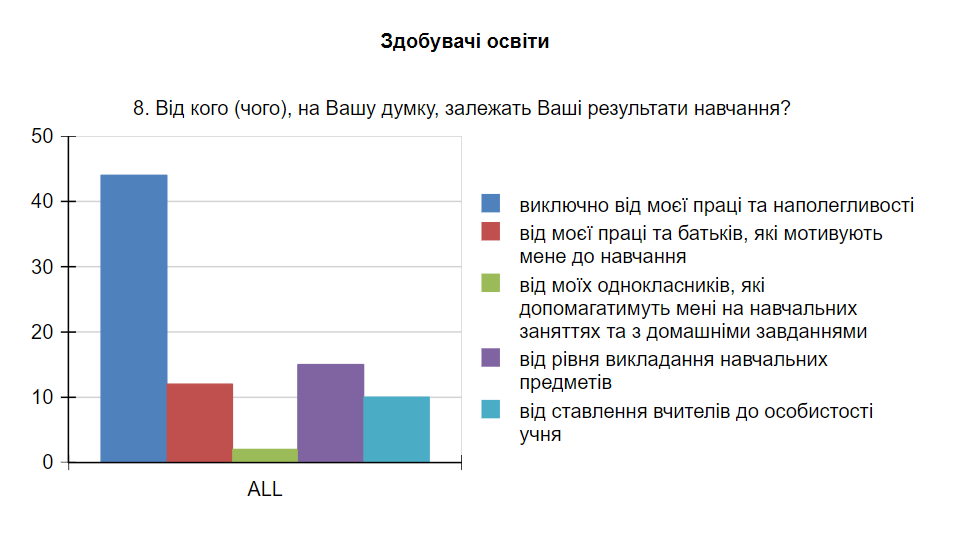 Здобувачі освіти
8. Від кого (чого), на Вашу думку, залежать Ваші результати навчання?
50
40
30
20
10
0
ALL
виключно від моєї праці та наполегливості
від моєї праці та батьків, які мотивують
мене до навчання
від моїх однокласників, які
допомагатимуть мені на навчальних
заняттях та з домашніми завданнями
від рівня викладання навчальних
предметів
від ставлення вчителів до особистості
учня